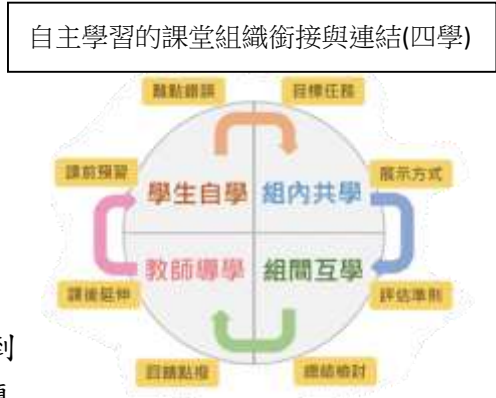 自主學習的課堂組織銜接與連結(四學)
難點錯誤 目標任務
課前預習 展示方式
學生自學 組內共學
教師導學 組間互學
課後延伸 評估準則
回饋點撥 總結檢討
到